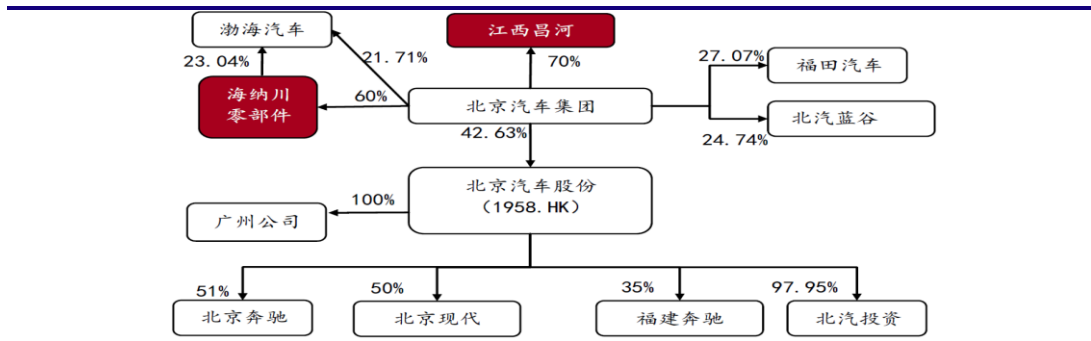 渤海汽车
江西昌河
23.04%
21.71%
70%
27.07%
福田汽车
海纳川
零部件
60%
北京汽车集团
北汽蓝谷
42.63%
24.74%
北京汽车股份
（1958.HK）
100%
广州公司
51%
50%
35%
97.95%
北京奔驰
北京现代
福建奔驰
北汽投资